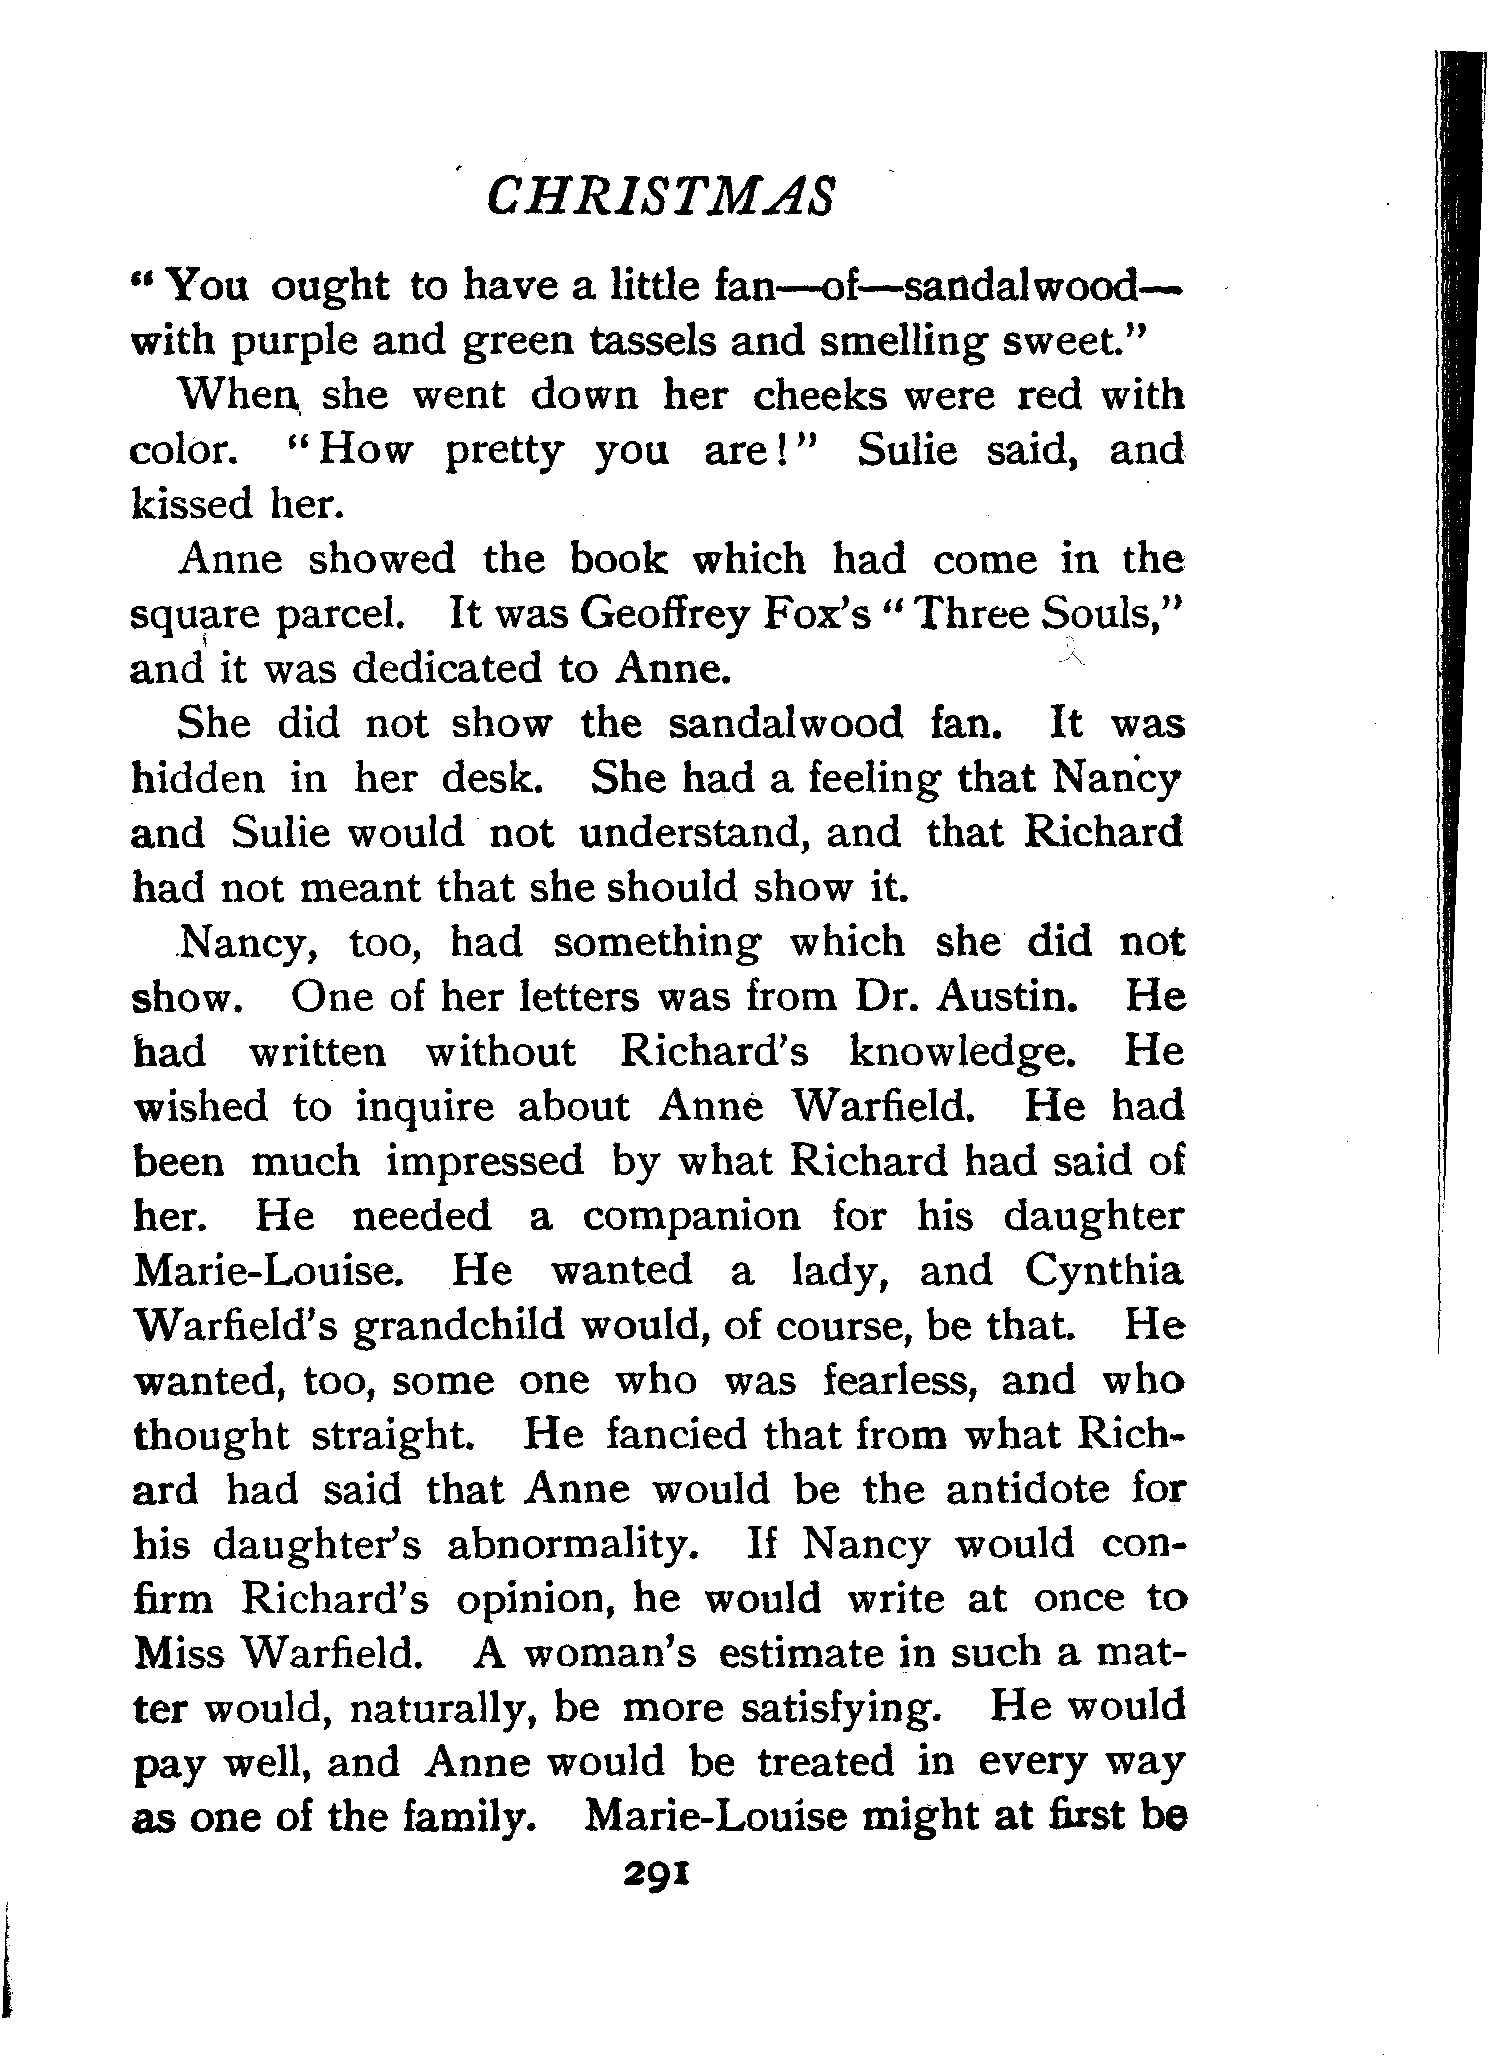 CHRISTMAS
“ You ought to have a little fan—of—sandalwood—
with purple and green tassels and smelling sweet.”
When she went down her cheeks were red with
color. “ How pretty you are ! ” Sulie said, and
kissed her.
Anne showed the book which had come in the
square parcel. It was Geoffrey Fox’s “ Three Souls,”
and it was dedicated to Anne.
She did not show the sandalwood fan. It was
hidden in her desk. She had a feeling that Nancy
and Sulie would not understand, and that Richard
had not meant that she should show it.
Nancy, too, had something which she did not
show. One of her letters was from Dr. Austin. He
had written without Richard’s knowledge. He
wished to inquire about Anne Warfield. He had
been much impressed by what Richard had said of
her. He needed a companion for his daughter
Marie-Louise. He wanted a lady, and Cynthia
Warfield’s grandchild would, of course, be that. He
wanted, too, some one who was fearless, and who
thought straight. He fancied that from what Rich-
ard had said that Anne would be the antidote for
his daughter’s abnormality. If Nancy would con-
firm Richard’s opinion, he would write at once to
Miss Warfield. A woman’s estimate in such a mat-
ter would, naturally, be more satisfying. He would
pay well, and Anne would be treated in every way
as one of the family. Marie-Louise might at first be
291